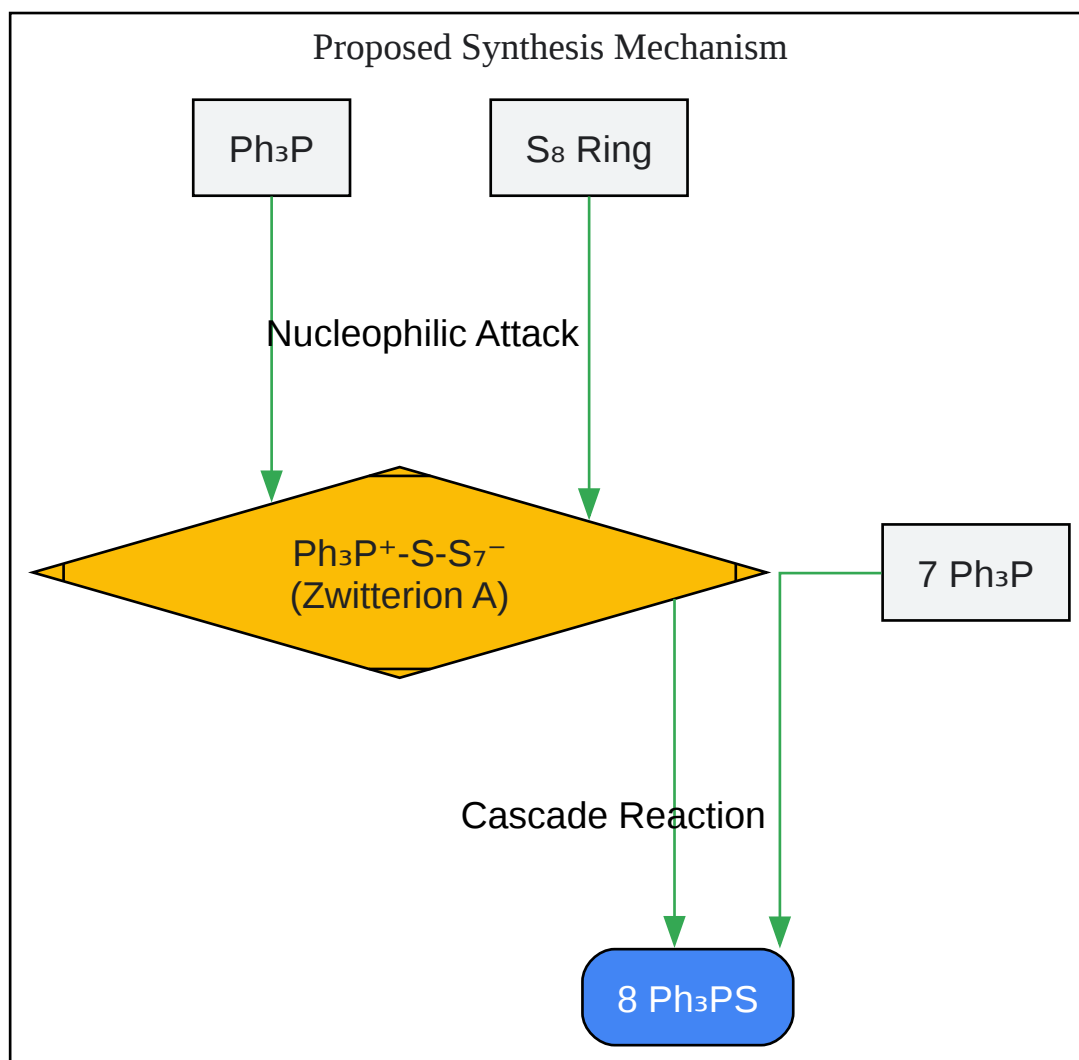 Proposed Synthesis Mechanism
Ph₃P
S₈ Ring
Nucleophilic Attack
Ph₃P⁺-S-S₇⁻
(Zwitterion A)
7 Ph₃P
Cascade Reaction
8 Ph₃PS